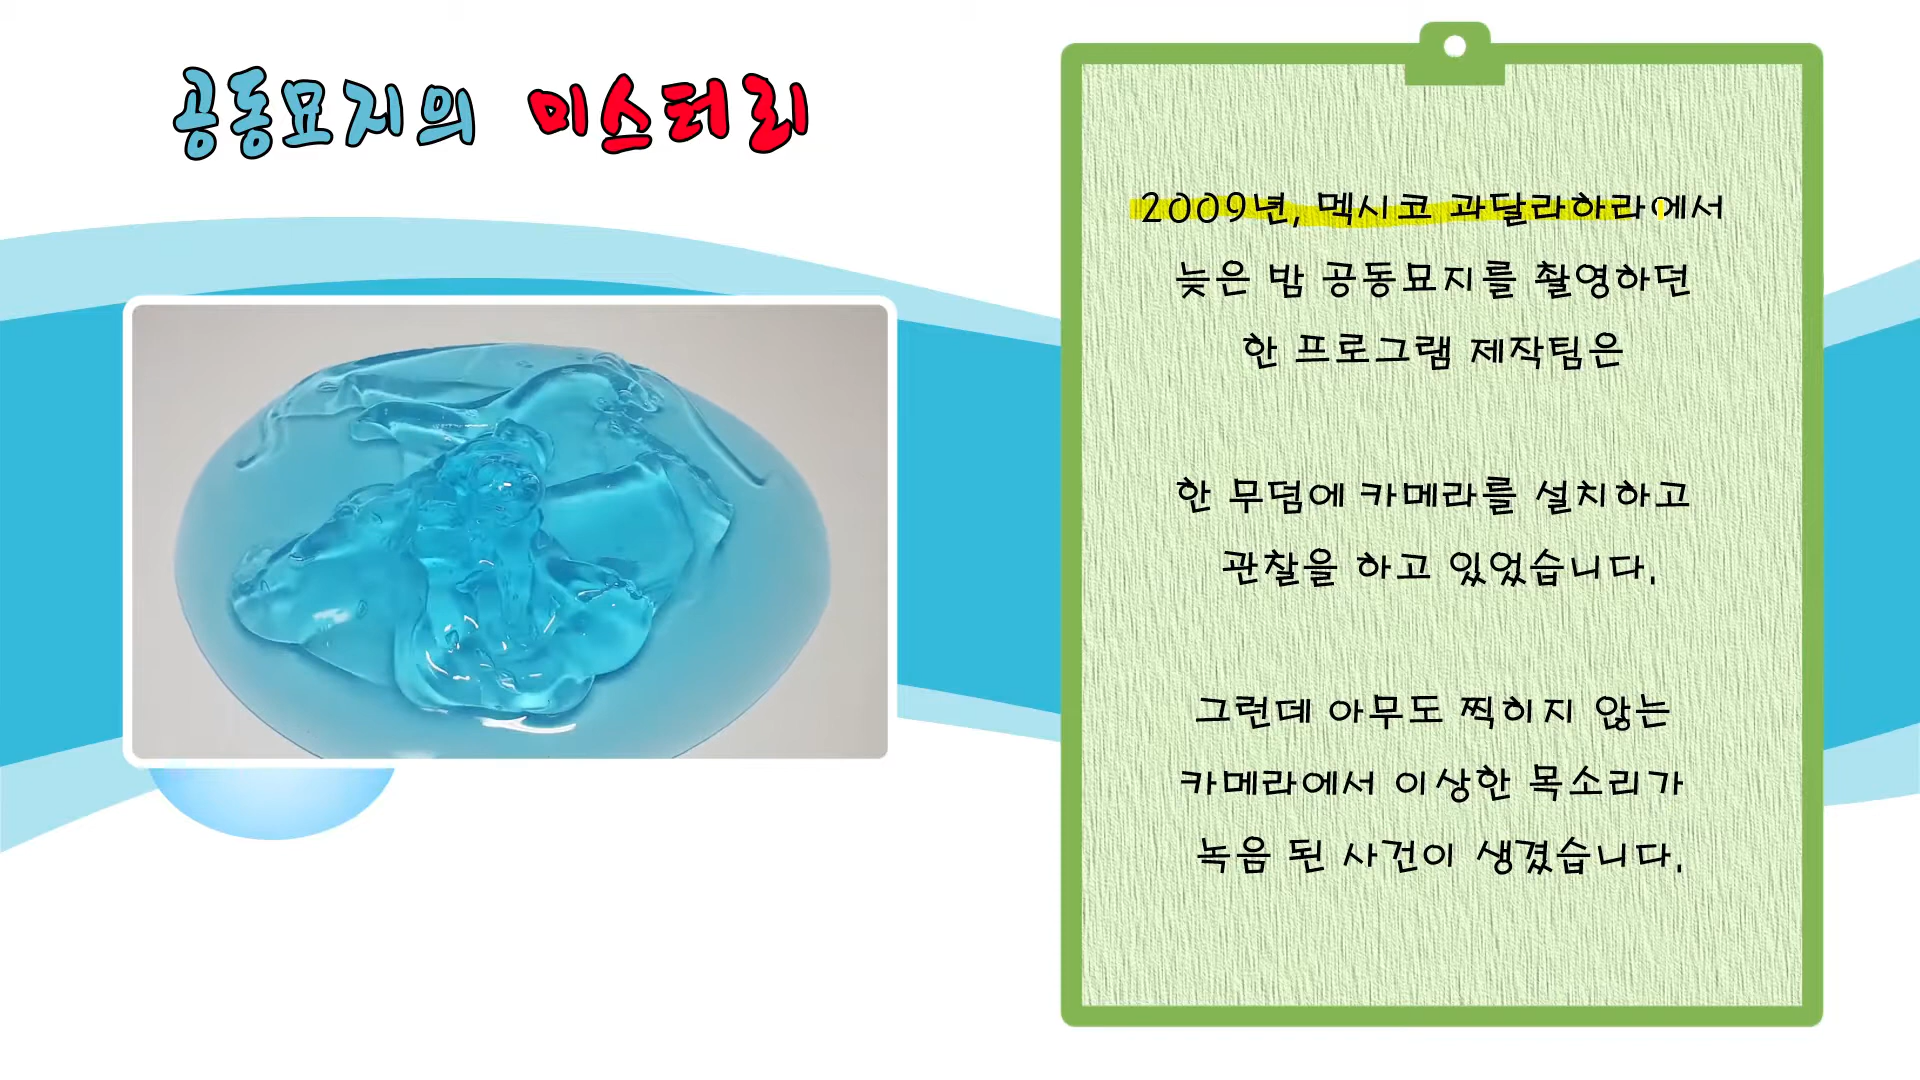 공동묘지의 미스터리
2009년, 멕시코 과달라하라에서
늦은 밤 공동묘지를 촬영하던
한 프로그램 제작팀은
한 무덤에 카메라를 설치하고
관찰을 하고 있었습니다.
그런데 아무도 찍히지 않는
카메라에서 이상한 목소리가
녹음 된 사건이 생겼습니다.